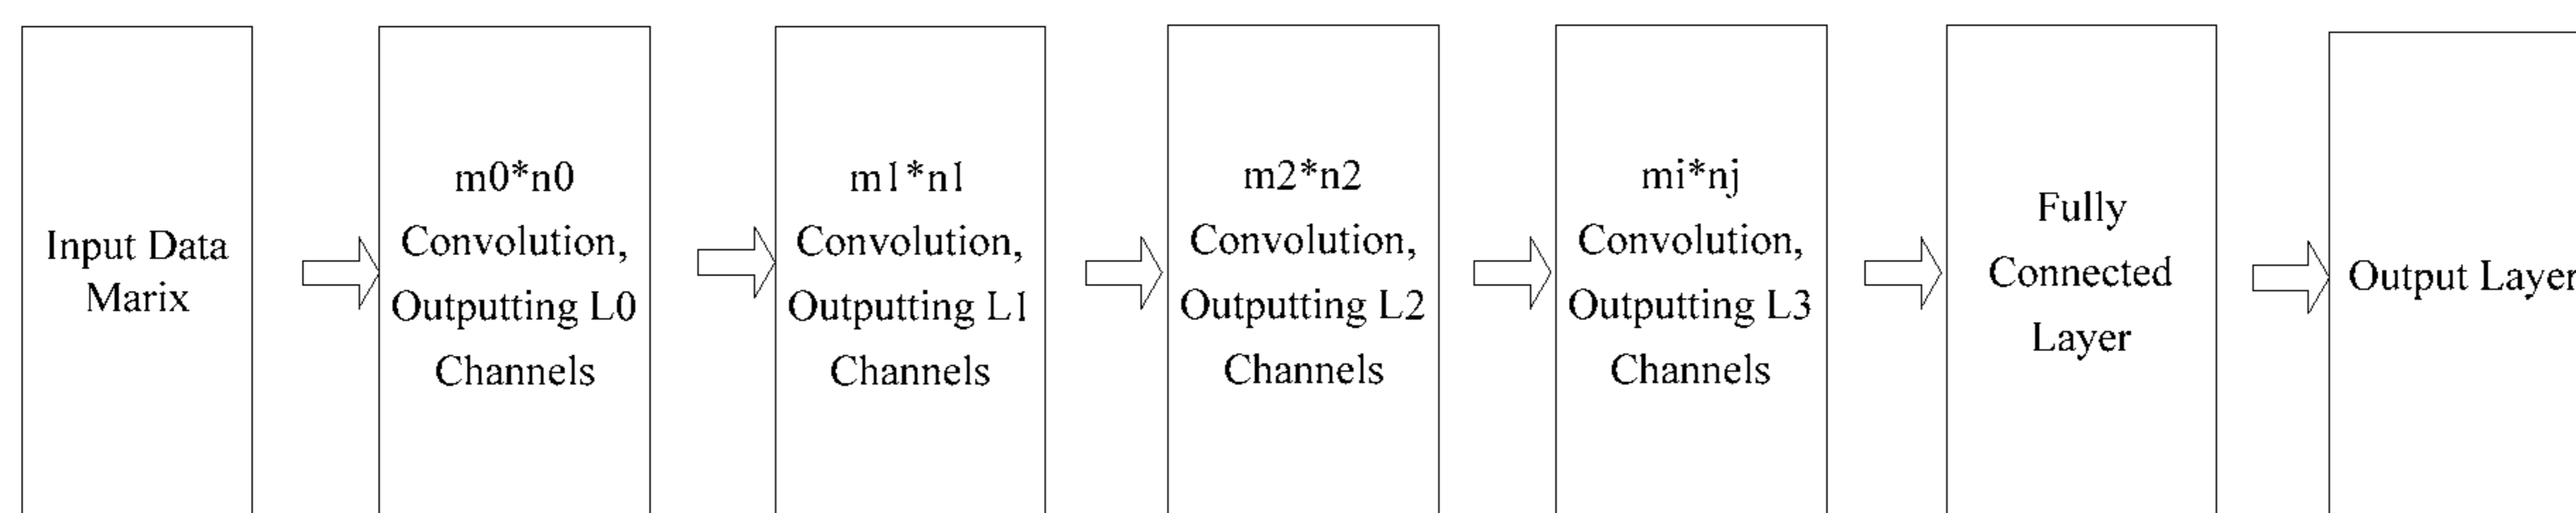 Input Data
Marix
m0*n0
Convolution,
Outputting L0
Channels
m1*n1
Convolution,
Outputting L1
Channels
m2*n2
Convolution,
Outputting L2
Channels
mi*nj
Convolution,
Outputting L3
Channels
Fully
Connected
Layer
Output Layer